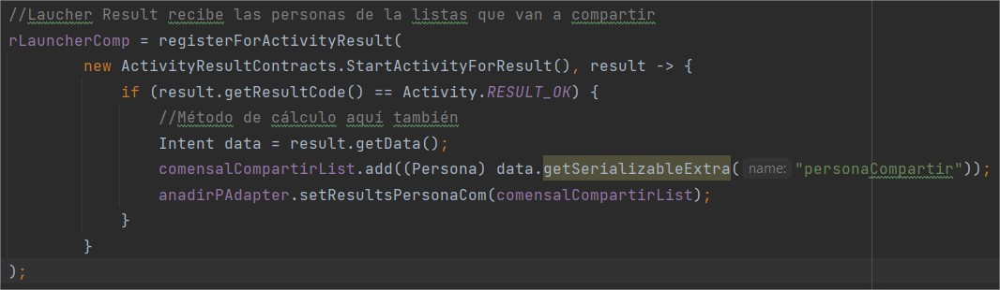 //Laucher Result recibe las personas de la listas que van a compartir
rLauncherComp = registerForActivityResult(
        new ActivityResultContracts.StartActivityForResult(), result -> {
            if (result.getResultCode() == Activity.RESULT_OK) {
                //Método de cálculo aquí también
                Intent data = result.getData();
                comensalCompartirList.add((Persona) data.getSerializableExtra( name: "personaCompartir"));
                anadirPAdapter.setResultsPersonaCom(comensalCompartirList);
            }
        }
);